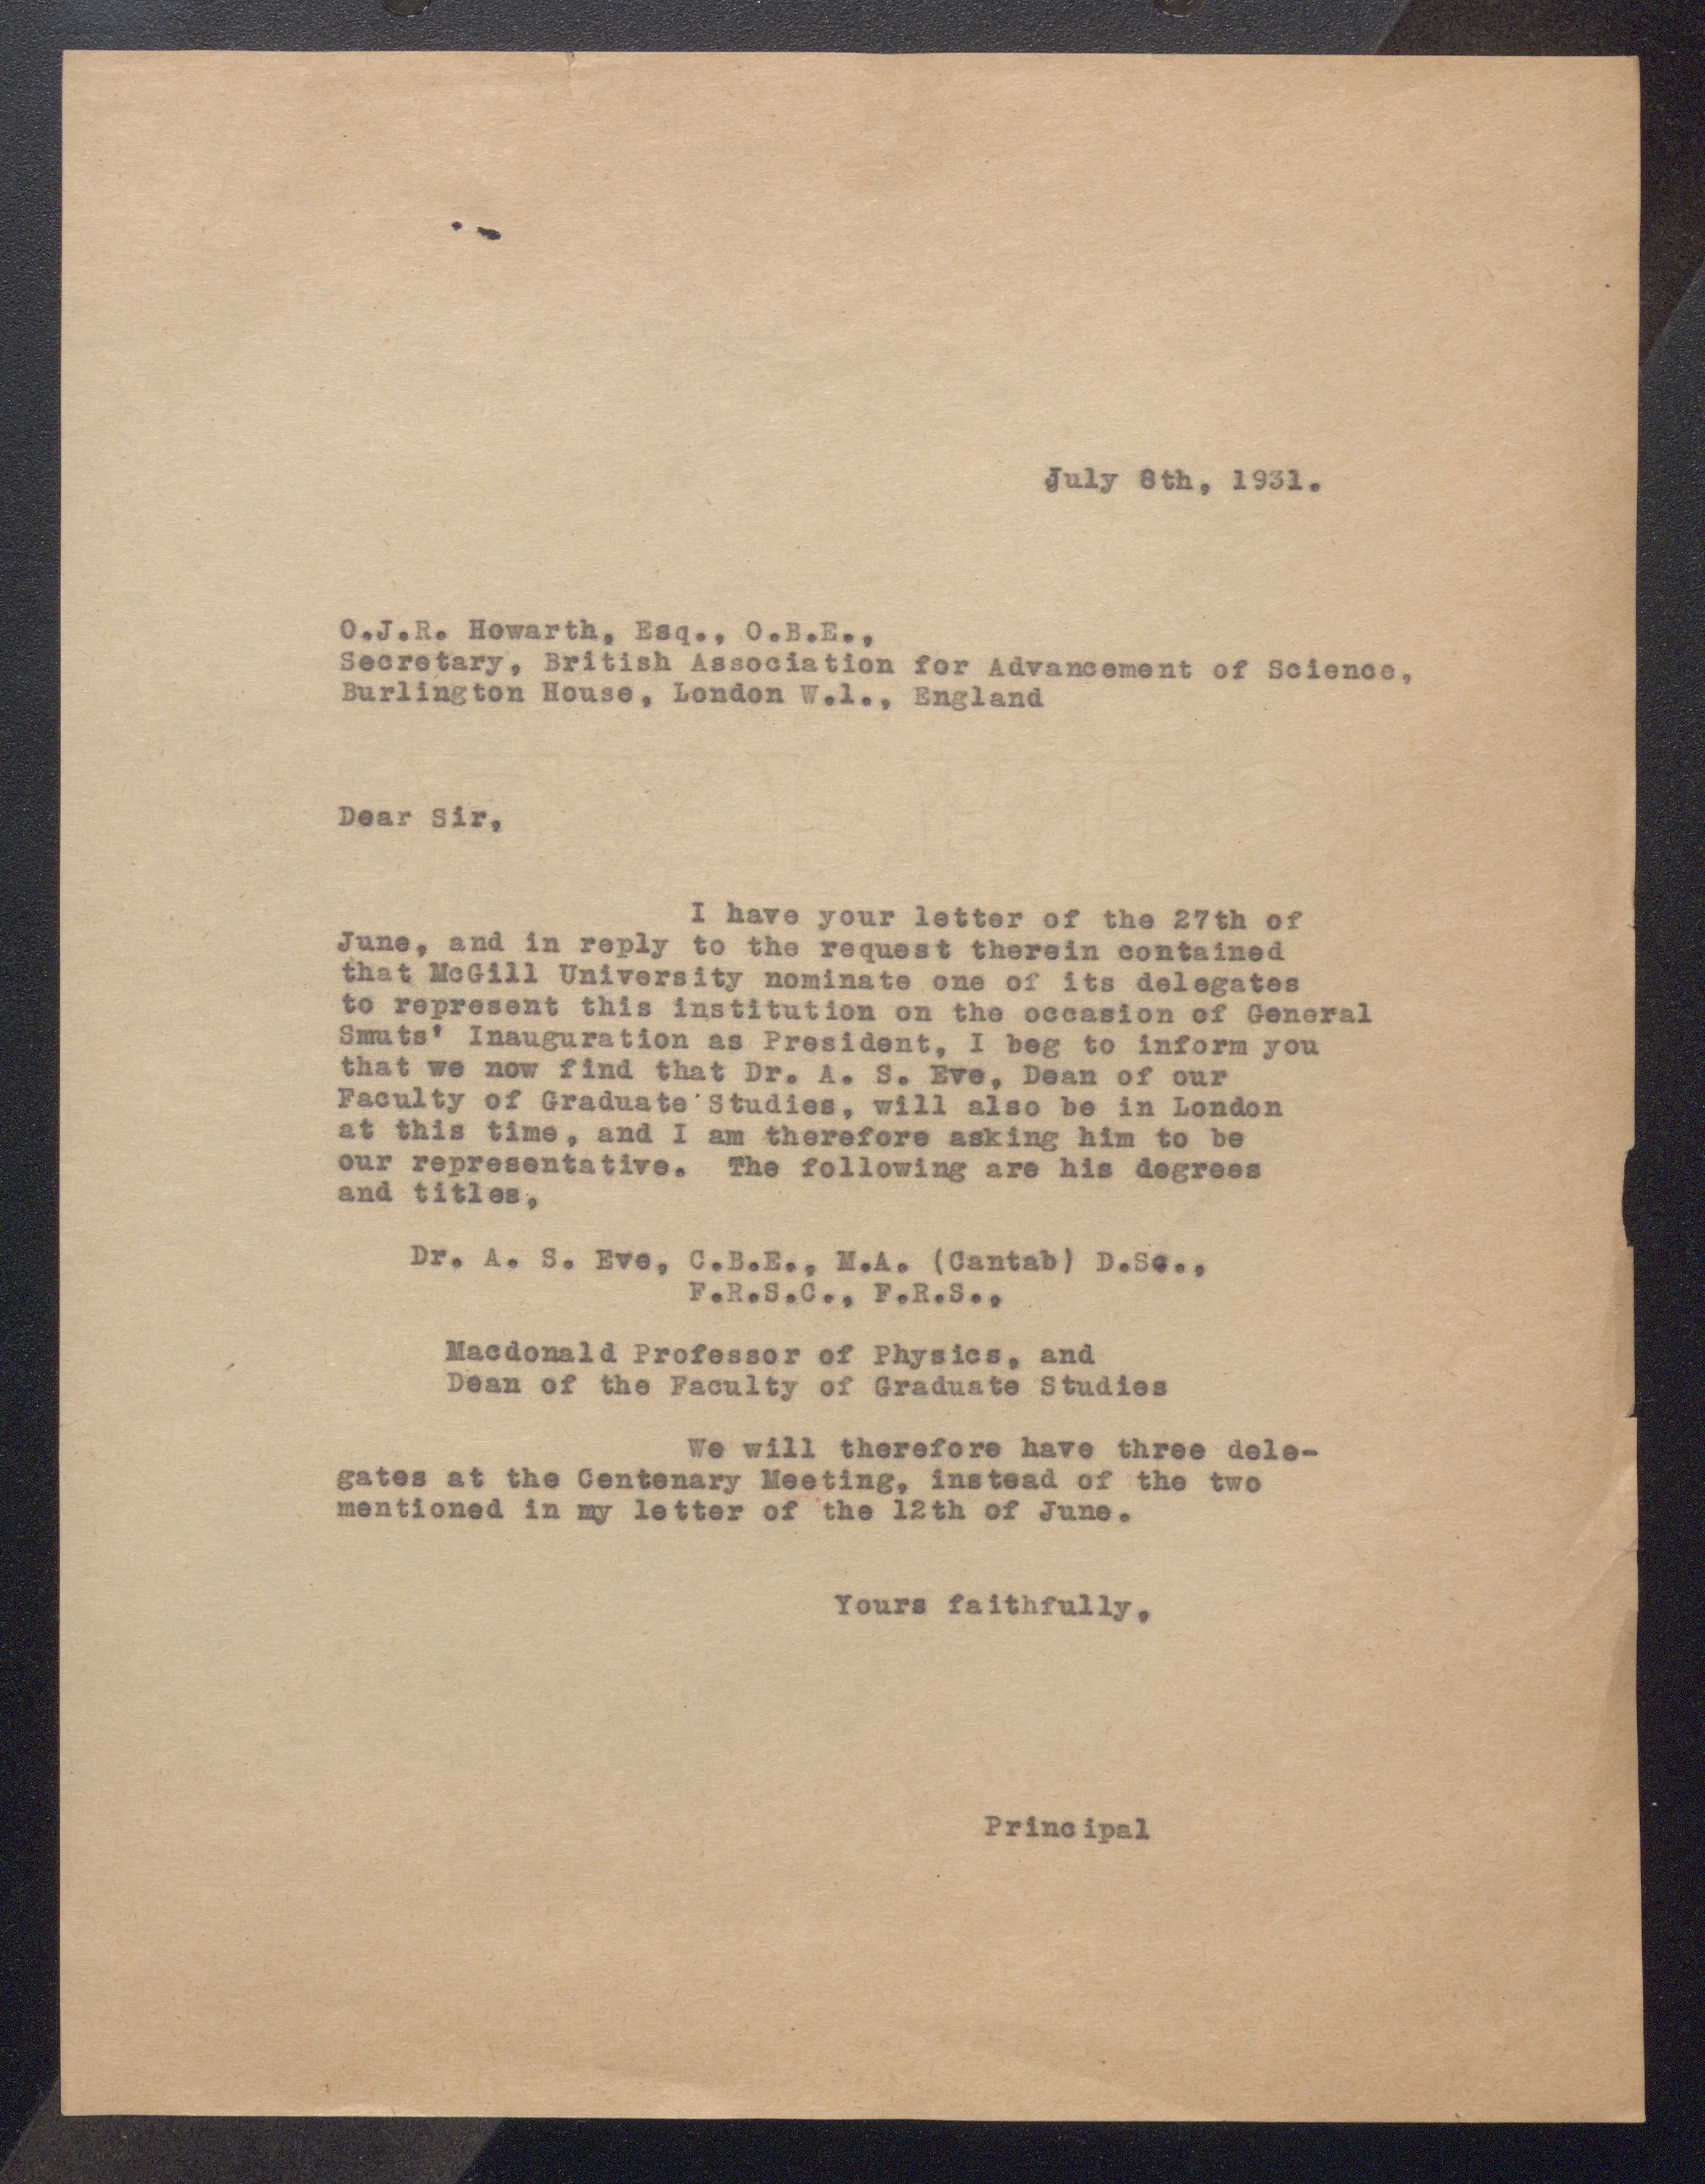 July 8th, 1931.
O.J.R. Howarth, Esq., O.B.E.,
Secretary, British Association for Advancement of Science,
Burlington House, London W.1., England
Dear Sir,
I have your letter of the 27th of
June, and in reply to the request therein contained
that McGill University nominate one of its delegates
to represent this institution on the occasion of General
Smuts' Inauguration as President, I beg to inform you
that we now find that Dr. A. S. Eve, Dean of our
Faculty of Graduate Studies, will also be in London
at this time, and I am therefore asking him to be
our representative. The following are his degrees
and titles,
Dr. A. S. Eve, C.B.E., M.A. (Cantab) D.Sc.,
F.R.S.C., F.R.S.,
Macdonald Professor of Physics, and
Dean of the Faculty of Graduate Studies
We will therefore have three dele-
gates at the Centenary Meeting, instead of the two
mentioned in my letter of the 12th of June.
Yours faithfully,
Principal